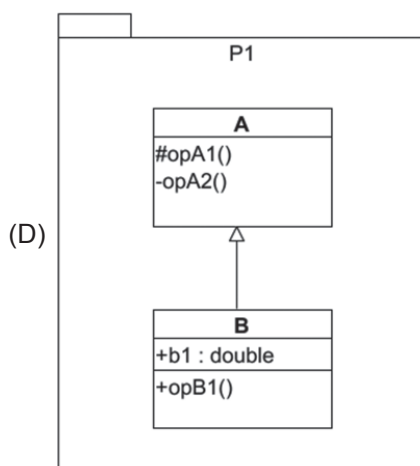 P1
A
#opA1()
-opA2()
(D)
B
+b1 : double
+opB1()